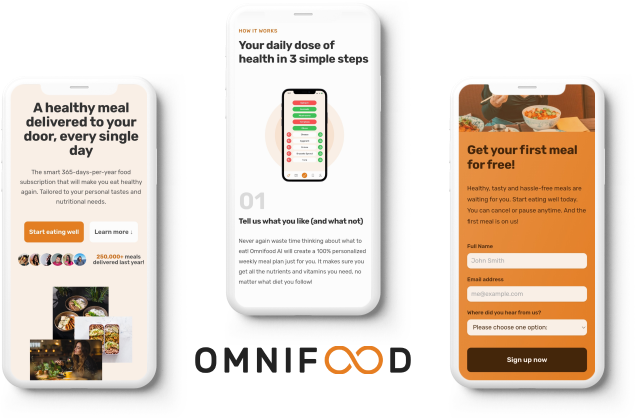 A healthy meal
delivered to your
door, every single
day
The smart 365-days-per-year food
subscription that will make you eat healthy
again. Tailored to your personal tastes and
nutritional needs.
Start eating well
Learn more ↓
250,000+ meals
delivered last year!
HOW IT WORKS
Your daily dose of
health in 3 simple steps
01
Tell us what you like (and what not)
Never again waste time thinking about what to
eat! Omnifood AI will create a 100% personalized
weekly meal plan just for you. It makes sure you
get all the nutrients and vitamins you need, no
matter what diet you follow!
OMNIFOOD
Get your first meal
for free!
Healthy, tasty and hassle-free meals are
waiting for you. Start eating well today.
You can cancel or pause anytime. And the
first meal is on us!
Full Name
John Smith
Email address
me@example.com
Where did you hear from us?
Please choose one option:
Sign up now